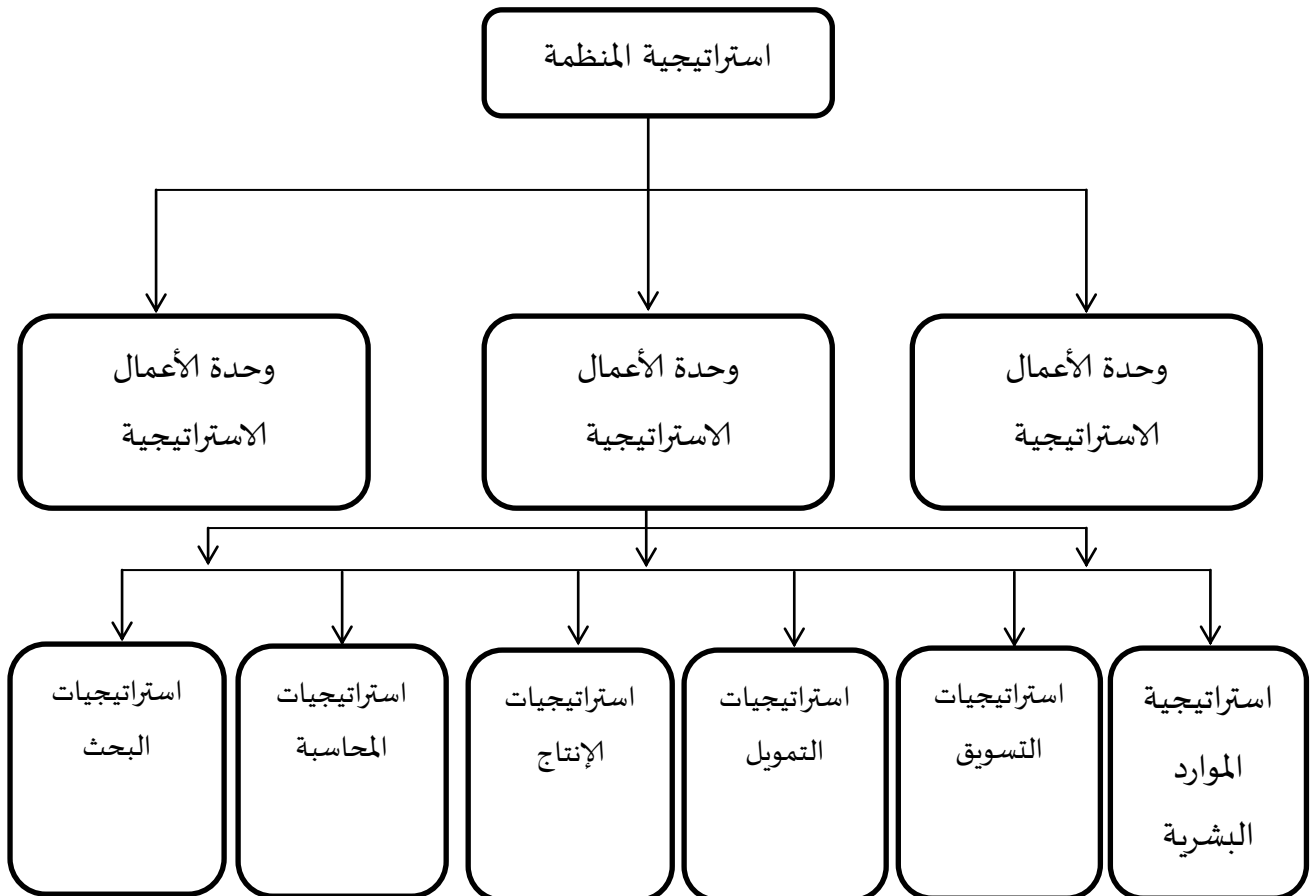 استراتيجية المنظمة
وحدة الأعمال
الاستراتيجية
وحدة الأعمال
الاستراتيجية
وحدة الأعمال
الاستراتيجية
استراتيجية
الموارد
البشرية
استراتيجيات
التسويق
استراتيجيات
التمويل
استراتيجيات
الإنتاج
استراتيجيات
المحاسبة
استراتيجيات
البحث